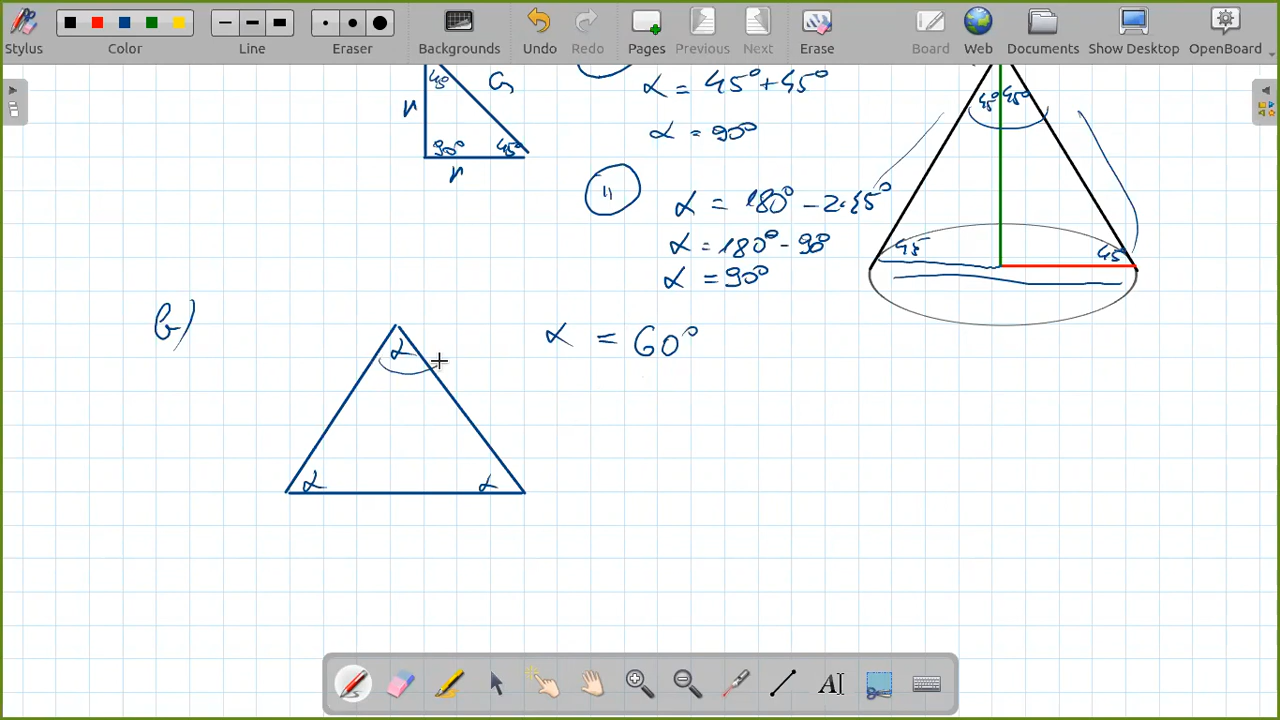 Stylus
Color
Line
Eraser
Backgrounds
Undo
Redo
Pages
Previous
Next
Erase
Board
Web
Documents
Show Desktop
OpenBoard
45°
G
r
90° 45°
r
α = 45° + 45°
α = 90°
II
α = 180° - 2·45°
α = 180° - 90°
α = 90°
45° 45°
45 45
b)
α
α α
α = 60°